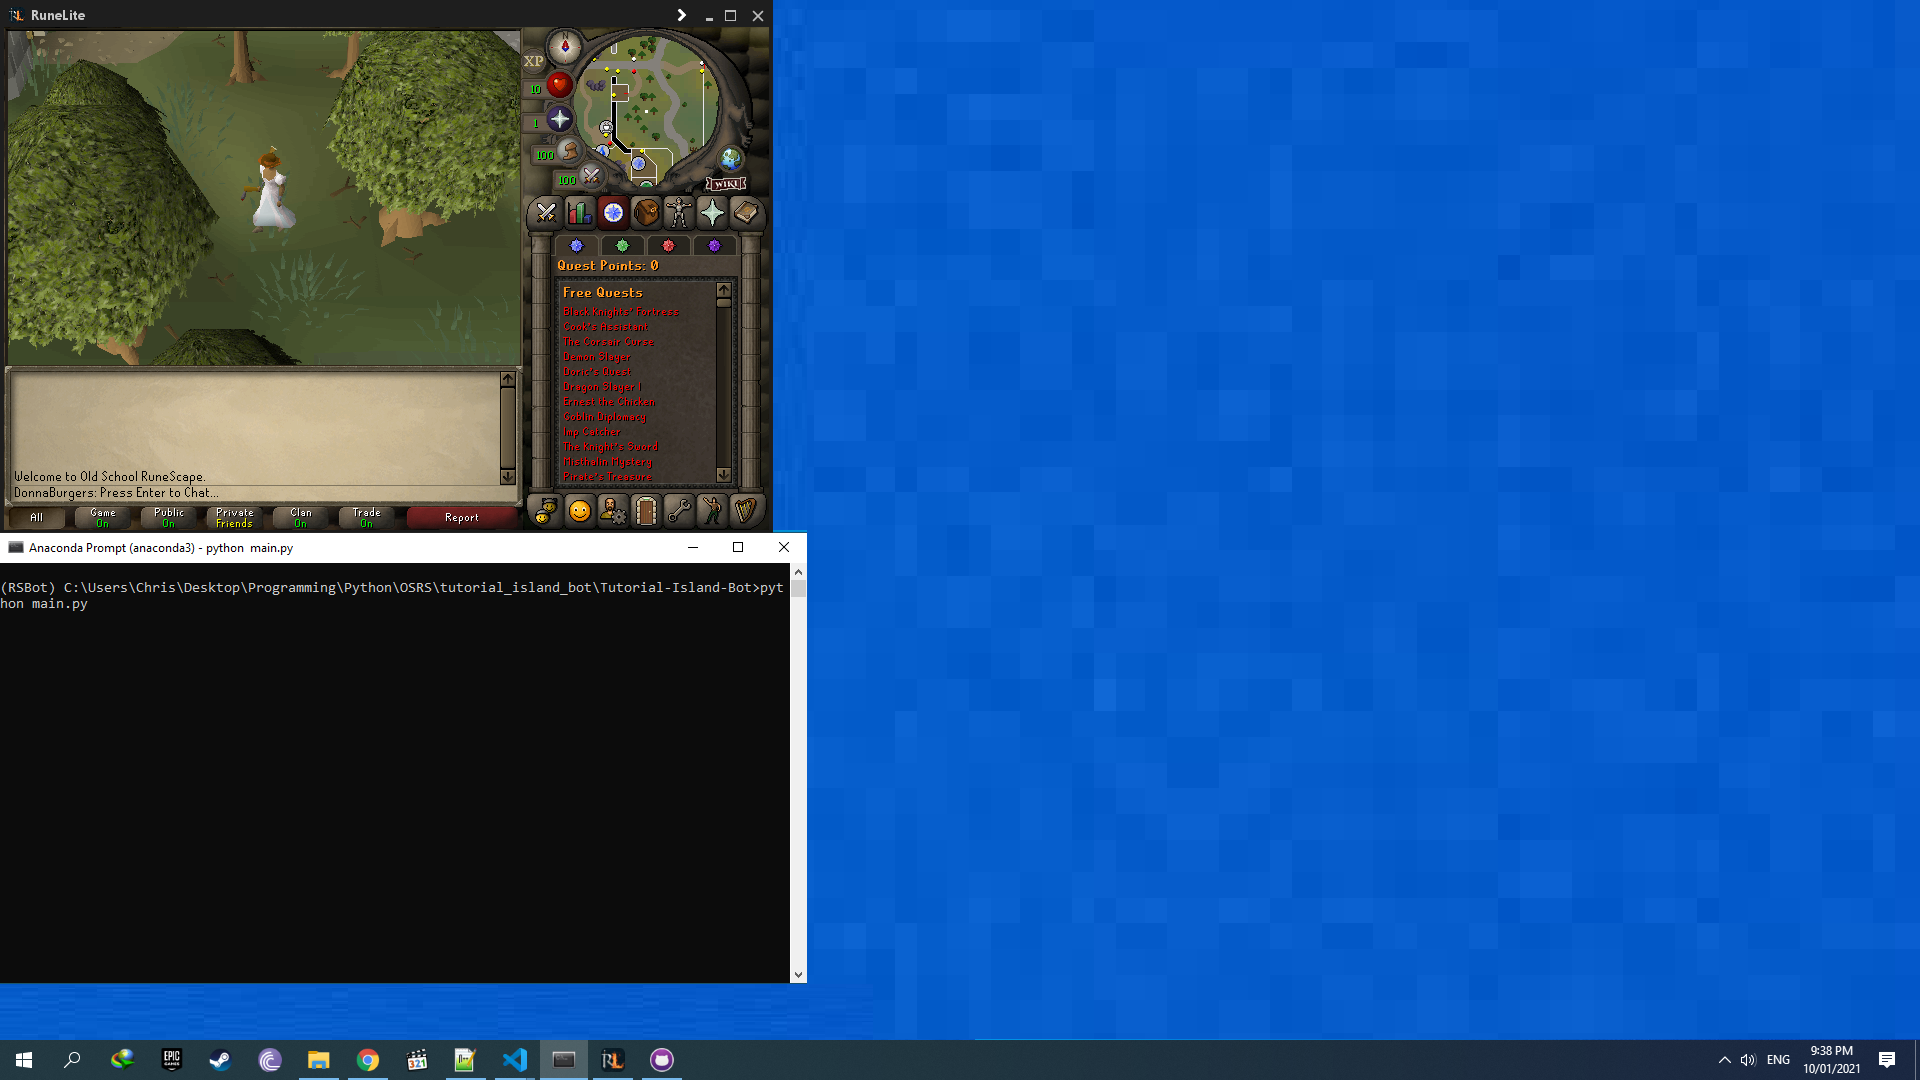 RuneLite
N
XP
10
1
100
100
WIKI
Quest Points: 0
Free Quests
Black Knights' Fortress
Cook's Assistant
The Corsair Curse
Demon Slayer
Doric's Quest
Dragon Slayer I
Ernest the Chicken
Goblin Diplomacy
Imp Catcher
The Knight's Sword
Misthalin Mystery
Pirate's Treasure
Welcome to Old School RuneScape.
DonnaBurgers: Press Enter to Chat...
All
Game
On
Public
On
Private
Friends
Clan
On
Trade
On
Report
Anaconda Prompt (anaconda3) - python  main.py
(RSBot) C:\Users\Chris\Desktop\Programming\Python\OSRS\tutorial_island_bot\Tutorial-Island-Bot>pyt
hon main.py
EPIC
GAMES
321
RL
ENG
9:38 PM
10/01/2021